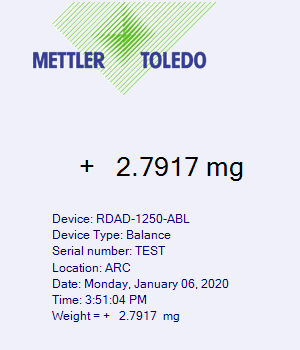 METTLER TOLEDO
+ 2.7917 mg
Device: RDAD-1250-ABL
Device Type: Balance
Serial number: TEST
Location: ARC
Date: Monday, January 06, 2020
Time: 3:51:04 PM
Weight = + 2.7917 mg